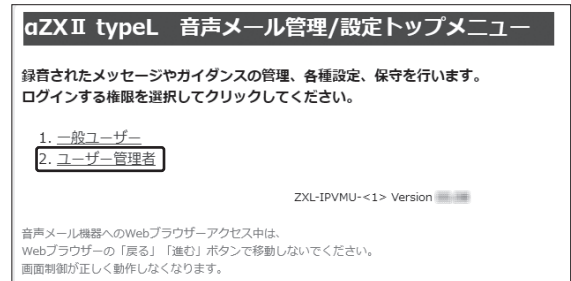 αZXⅡ typeL 音声メール管理/設定トップメニュー
録音されたメッセージやガイダンスの管理、各種設定、保守を行います。
ログインする権限を選択してクリックしてください。
1. 一般ユーザー
2. ユーザー管理者
ZXL-IPVMU-<1> Version
音声メール機器へのWebブラウザーアクセス中は、
Webブラウザーの「戻る」「進む」ボタンで移動しないでください。
画面制御が正しく動作しなくなります。